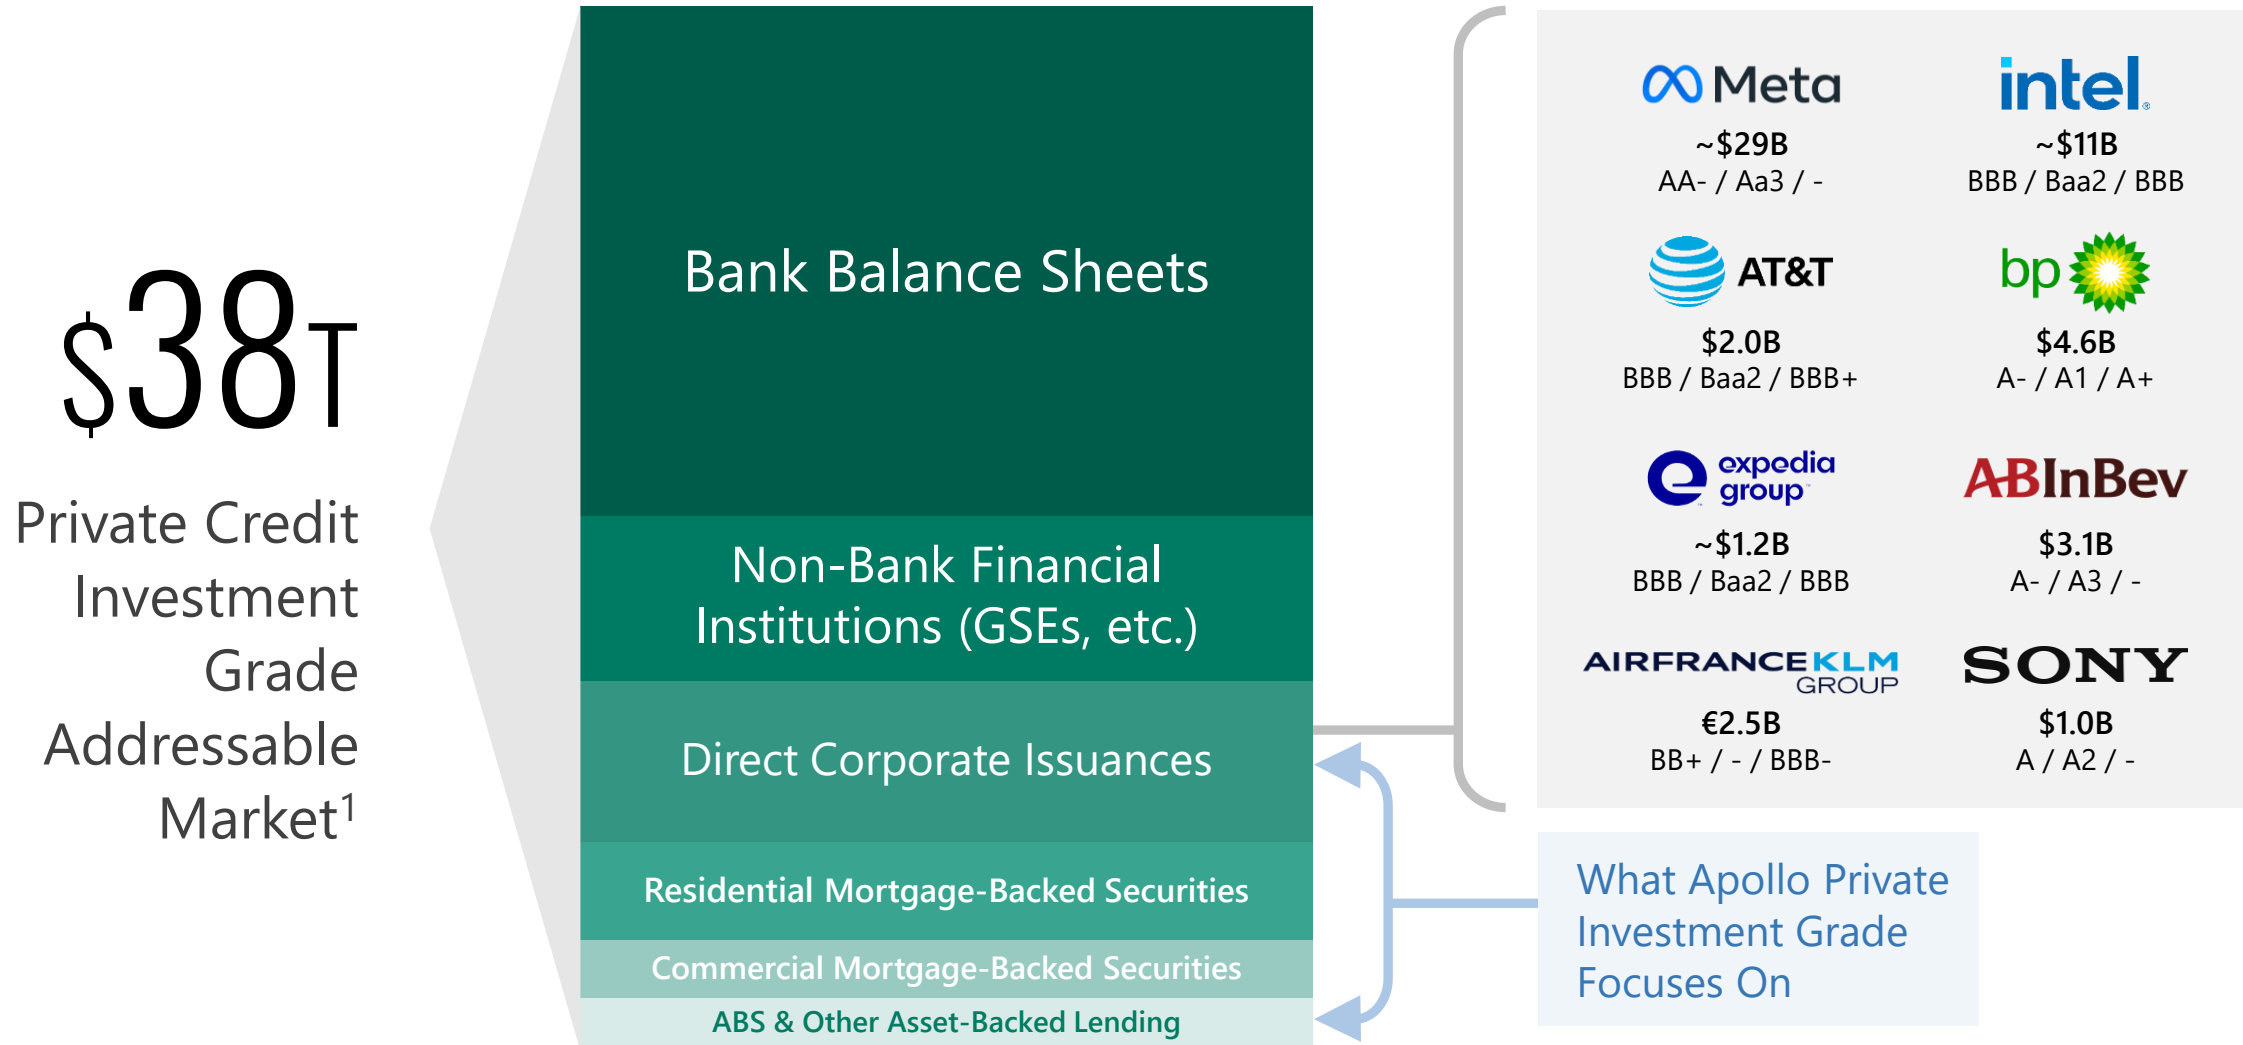 $38T
Private Credit
Investment
Grade
Addressable
Market1
Bank Balance Sheets
Non-Bank Financial
Institutions (GSEs, etc.)
Direct Corporate Issuances
Residential Mortgage-Backed Securities
Commercial Mortgage-Backed Securities
ABS & Other Asset-Backed Lending
Meta
~$29B
AA- / Aa3 / -
intel®
~$11B
BBB / Baa2 / BBB
AT&T
$2.0B
BBB / Baa2 / BBB+
bp
$4.6B
A- / A1 / A+
expedia
group™
~$1.2B
BBB / Baa2 / BBB
ABInBev
$3.1B
A- / A3 / -
AIRFRANCE KLM
GROUP
€2.5B
BB+ / - / BBB-
SONY
$1.0B
A / A2 / -
What Apollo Private
Investment Grade
Focuses On